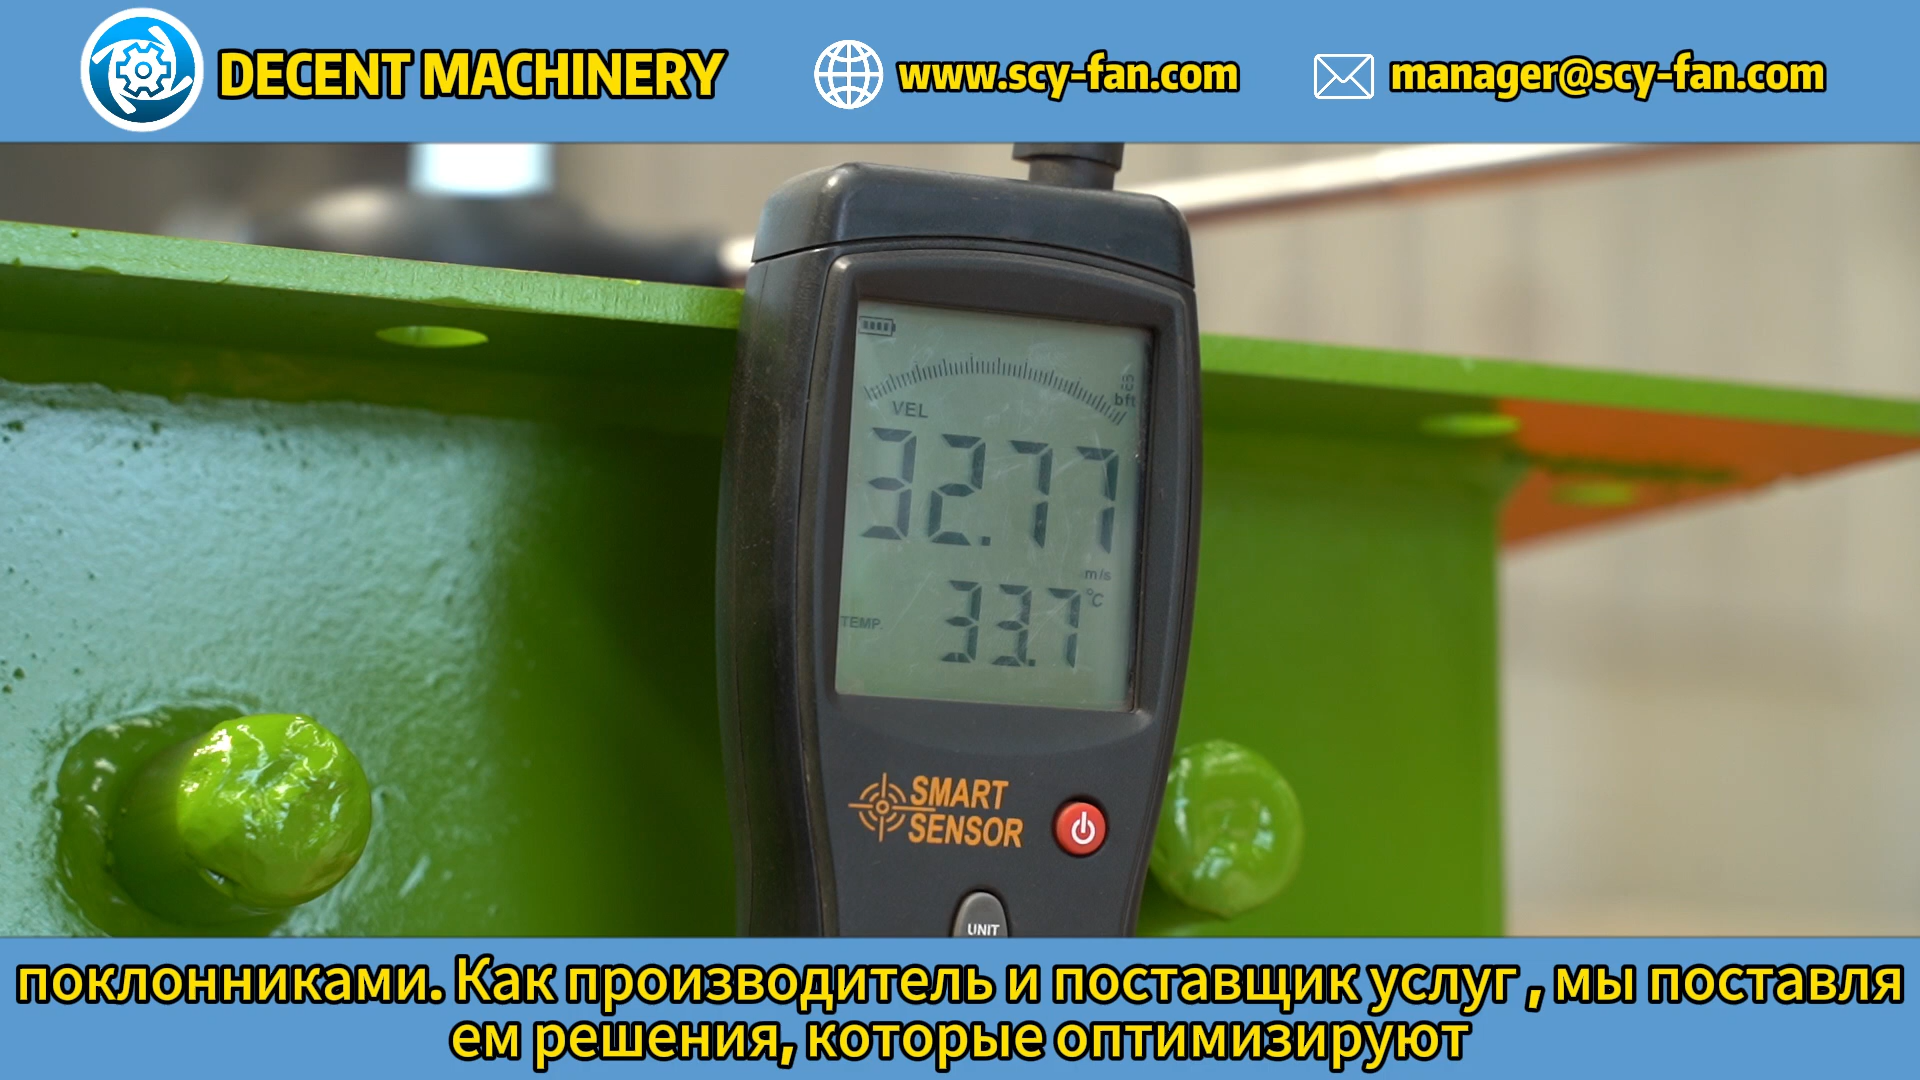 DECENT MACHINERY
www.scy-fan.com
manager@scy-fan.com
bft
VEL
32.77
m/s
°C
TEMP.
33.7
SMART
SENSOR
UNIT
поклонниками. Как производитель и поставщик услуг , мы поставля
ем решения, которые оптимизируют